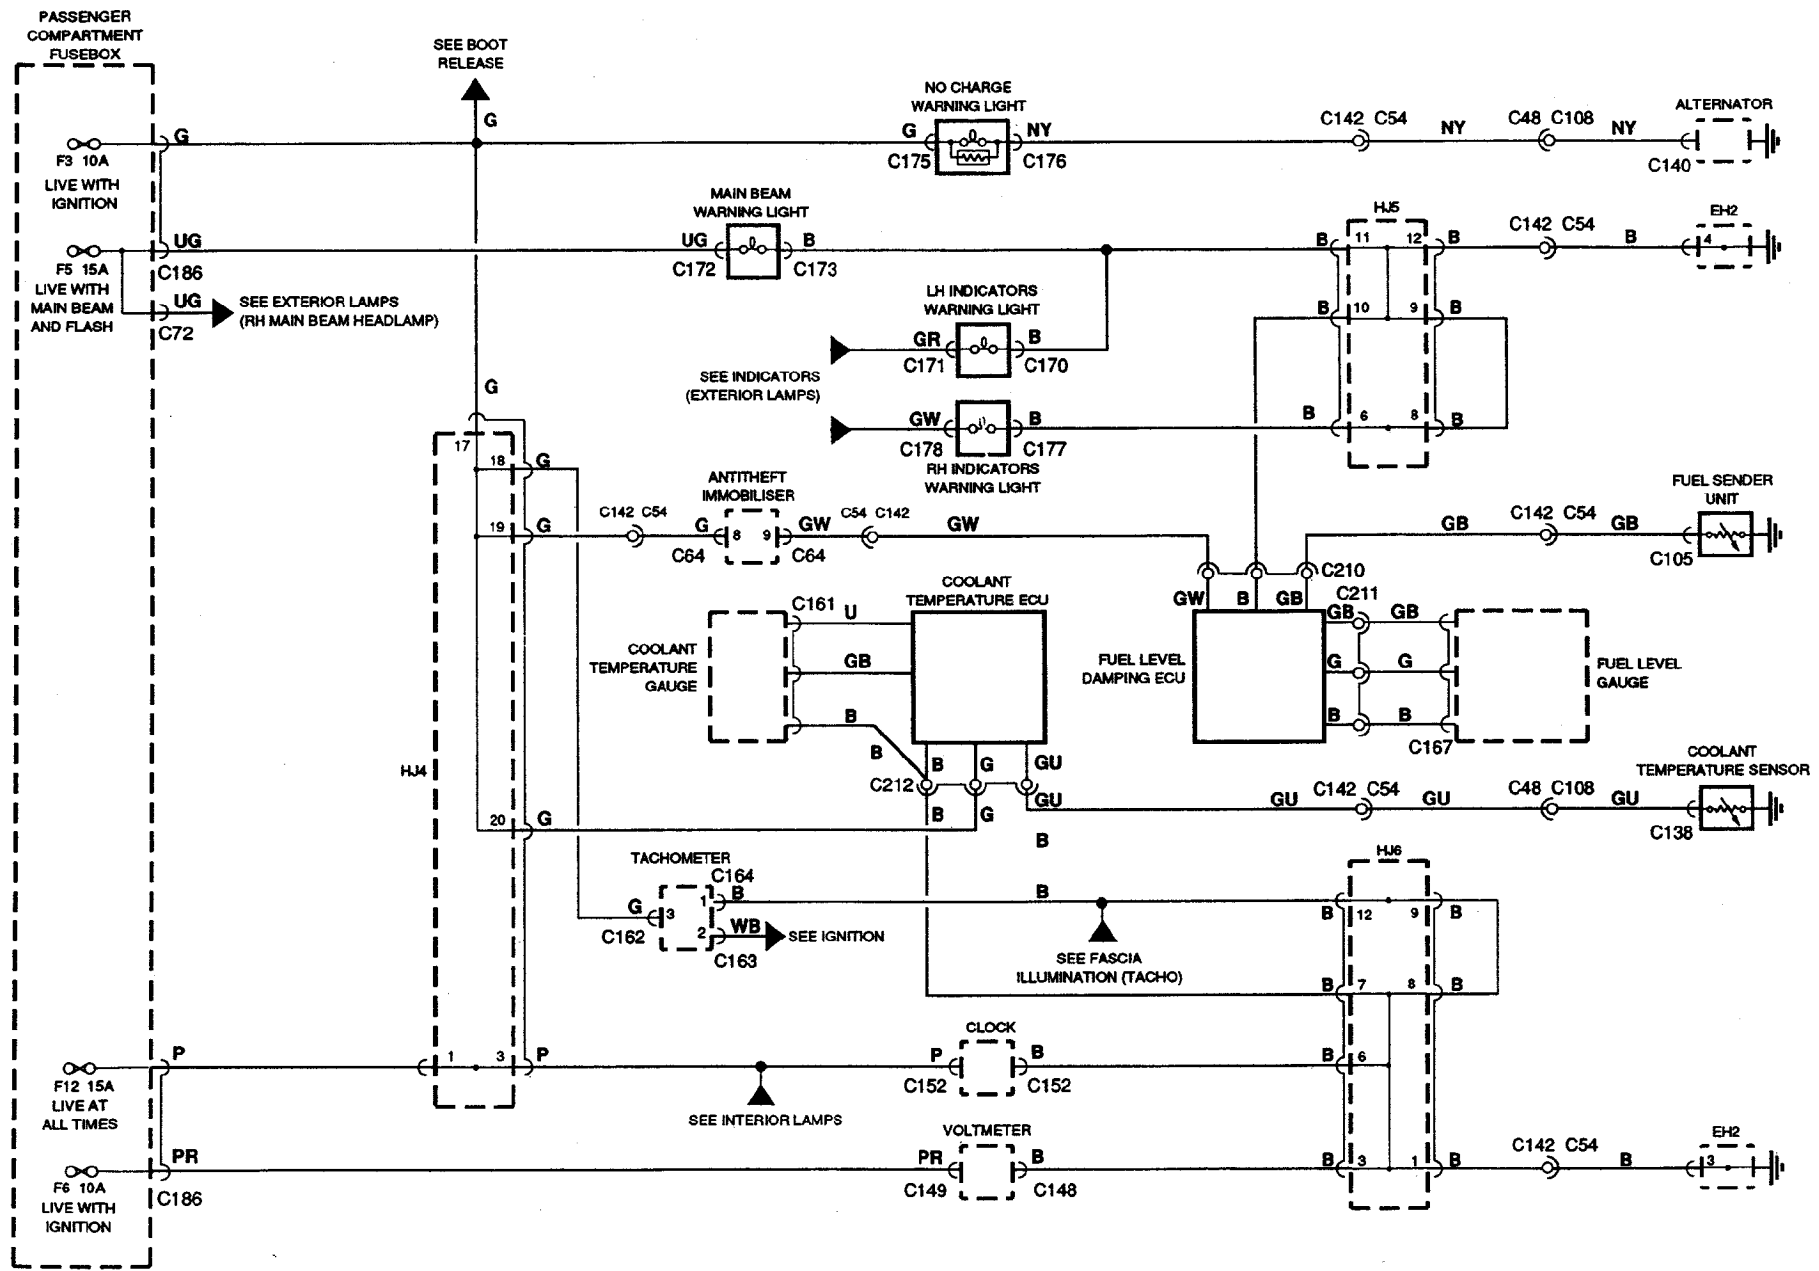 PASSENGER
COMPARTMENT
FUSEBOX
SEE BOOT
RELEASE
G
F3 10A
LIVE WITH
IGNITION
G
NO CHARGE
WARNING LIGHT
G
C175
NY
C176
C142 C54
NY
C48 C108
NY
ALTERNATOR
C140
F5 15A
LIVE WITH
MAIN BEAM
AND FLASH
UG
C186
UG
C72
SEE EXTERIOR LAMPS
(RH MAIN BEAM HEADLAMP)
MAIN BEAM
WARNING LIGHT
UG
C172
B
C173
HJ5
B
11
12
B
C142 C54
B
EH2
4
B
10
9
B
LH INDICATORS
WARNING LIGHT
GR
C171
B
C170
SEE INDICATORS
(EXTERIOR LAMPS)
GW
C178
B
C177
RH INDICATORS
WARNING LIGHT
B
6
8
B
G
17
18
G
19
G
C142 C54
ANTITHEFT
IMMOBILISER
G
C64
8
9
GW
C64
C54 C142
GW
GB
C142 C54
GB
FUEL SENDER
UNIT
C105
C210
GW
B
GB
FUEL LEVEL
DAMPING ECU
C211
GB
GB
G
G
B
B
C167
FUEL LEVEL
GAUGE
COOLANT
TEMPERATURE ECU
COOLANT
TEMPERATURE
GAUGE
C161
U
GB
B
B
C212
B
G
GU
B
G
GU
B
GU
C142 C54
GU
C48 C108
GU
COOLANT
TEMPERATURE SENSOR
C138
HJ4
20
G
TACHOMETER
C164
G
C162
3
1
2
B
WB
C163
SEE IGNITION
B
SEE FASCIA
ILLUMINATION (TACHO)
HJ6
B
12
9
B
B
7
8
B
F12 15A
LIVE AT
ALL TIMES
P
1
3
P
SEE INTERIOR LAMPS
CLOCK
P
C152
B
C152
B
6
F6 10A
LIVE WITH
IGNITION
PR
C186
VOLTMETER
PR
C149
B
C148
B
3
1
B
C142 C54
B
EH2
3